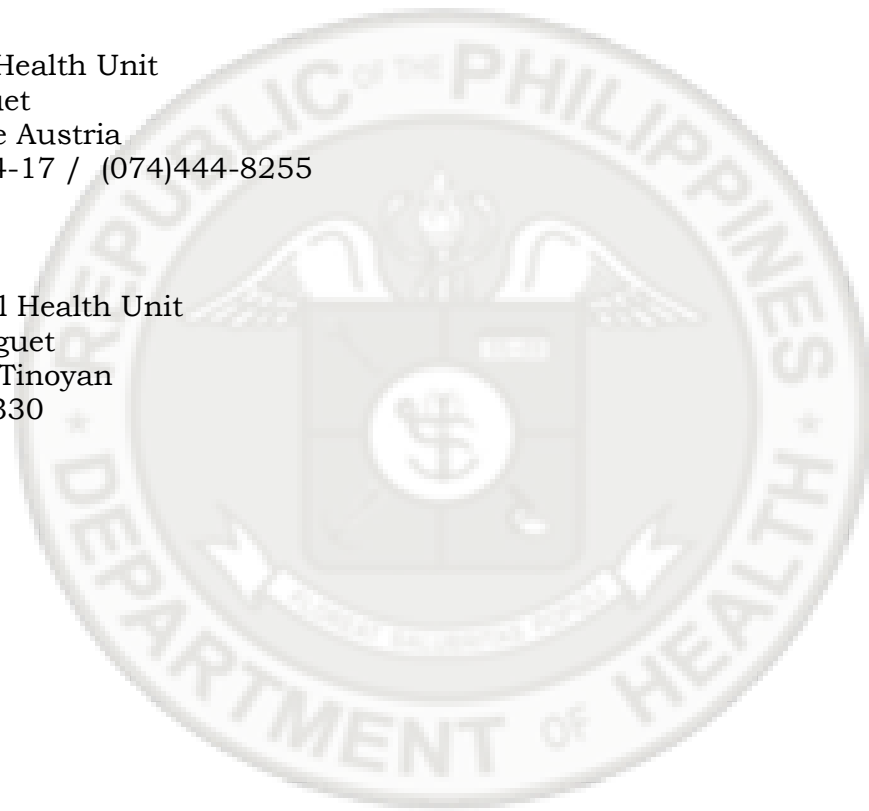 Health Unit
uet
e Austria
4-17 / (074)444-8255
l Health Unit
guet
Tinoyan
330
REPUBLIC OF THE PHILIPPINES
DEPARTMENT OF HEALTH